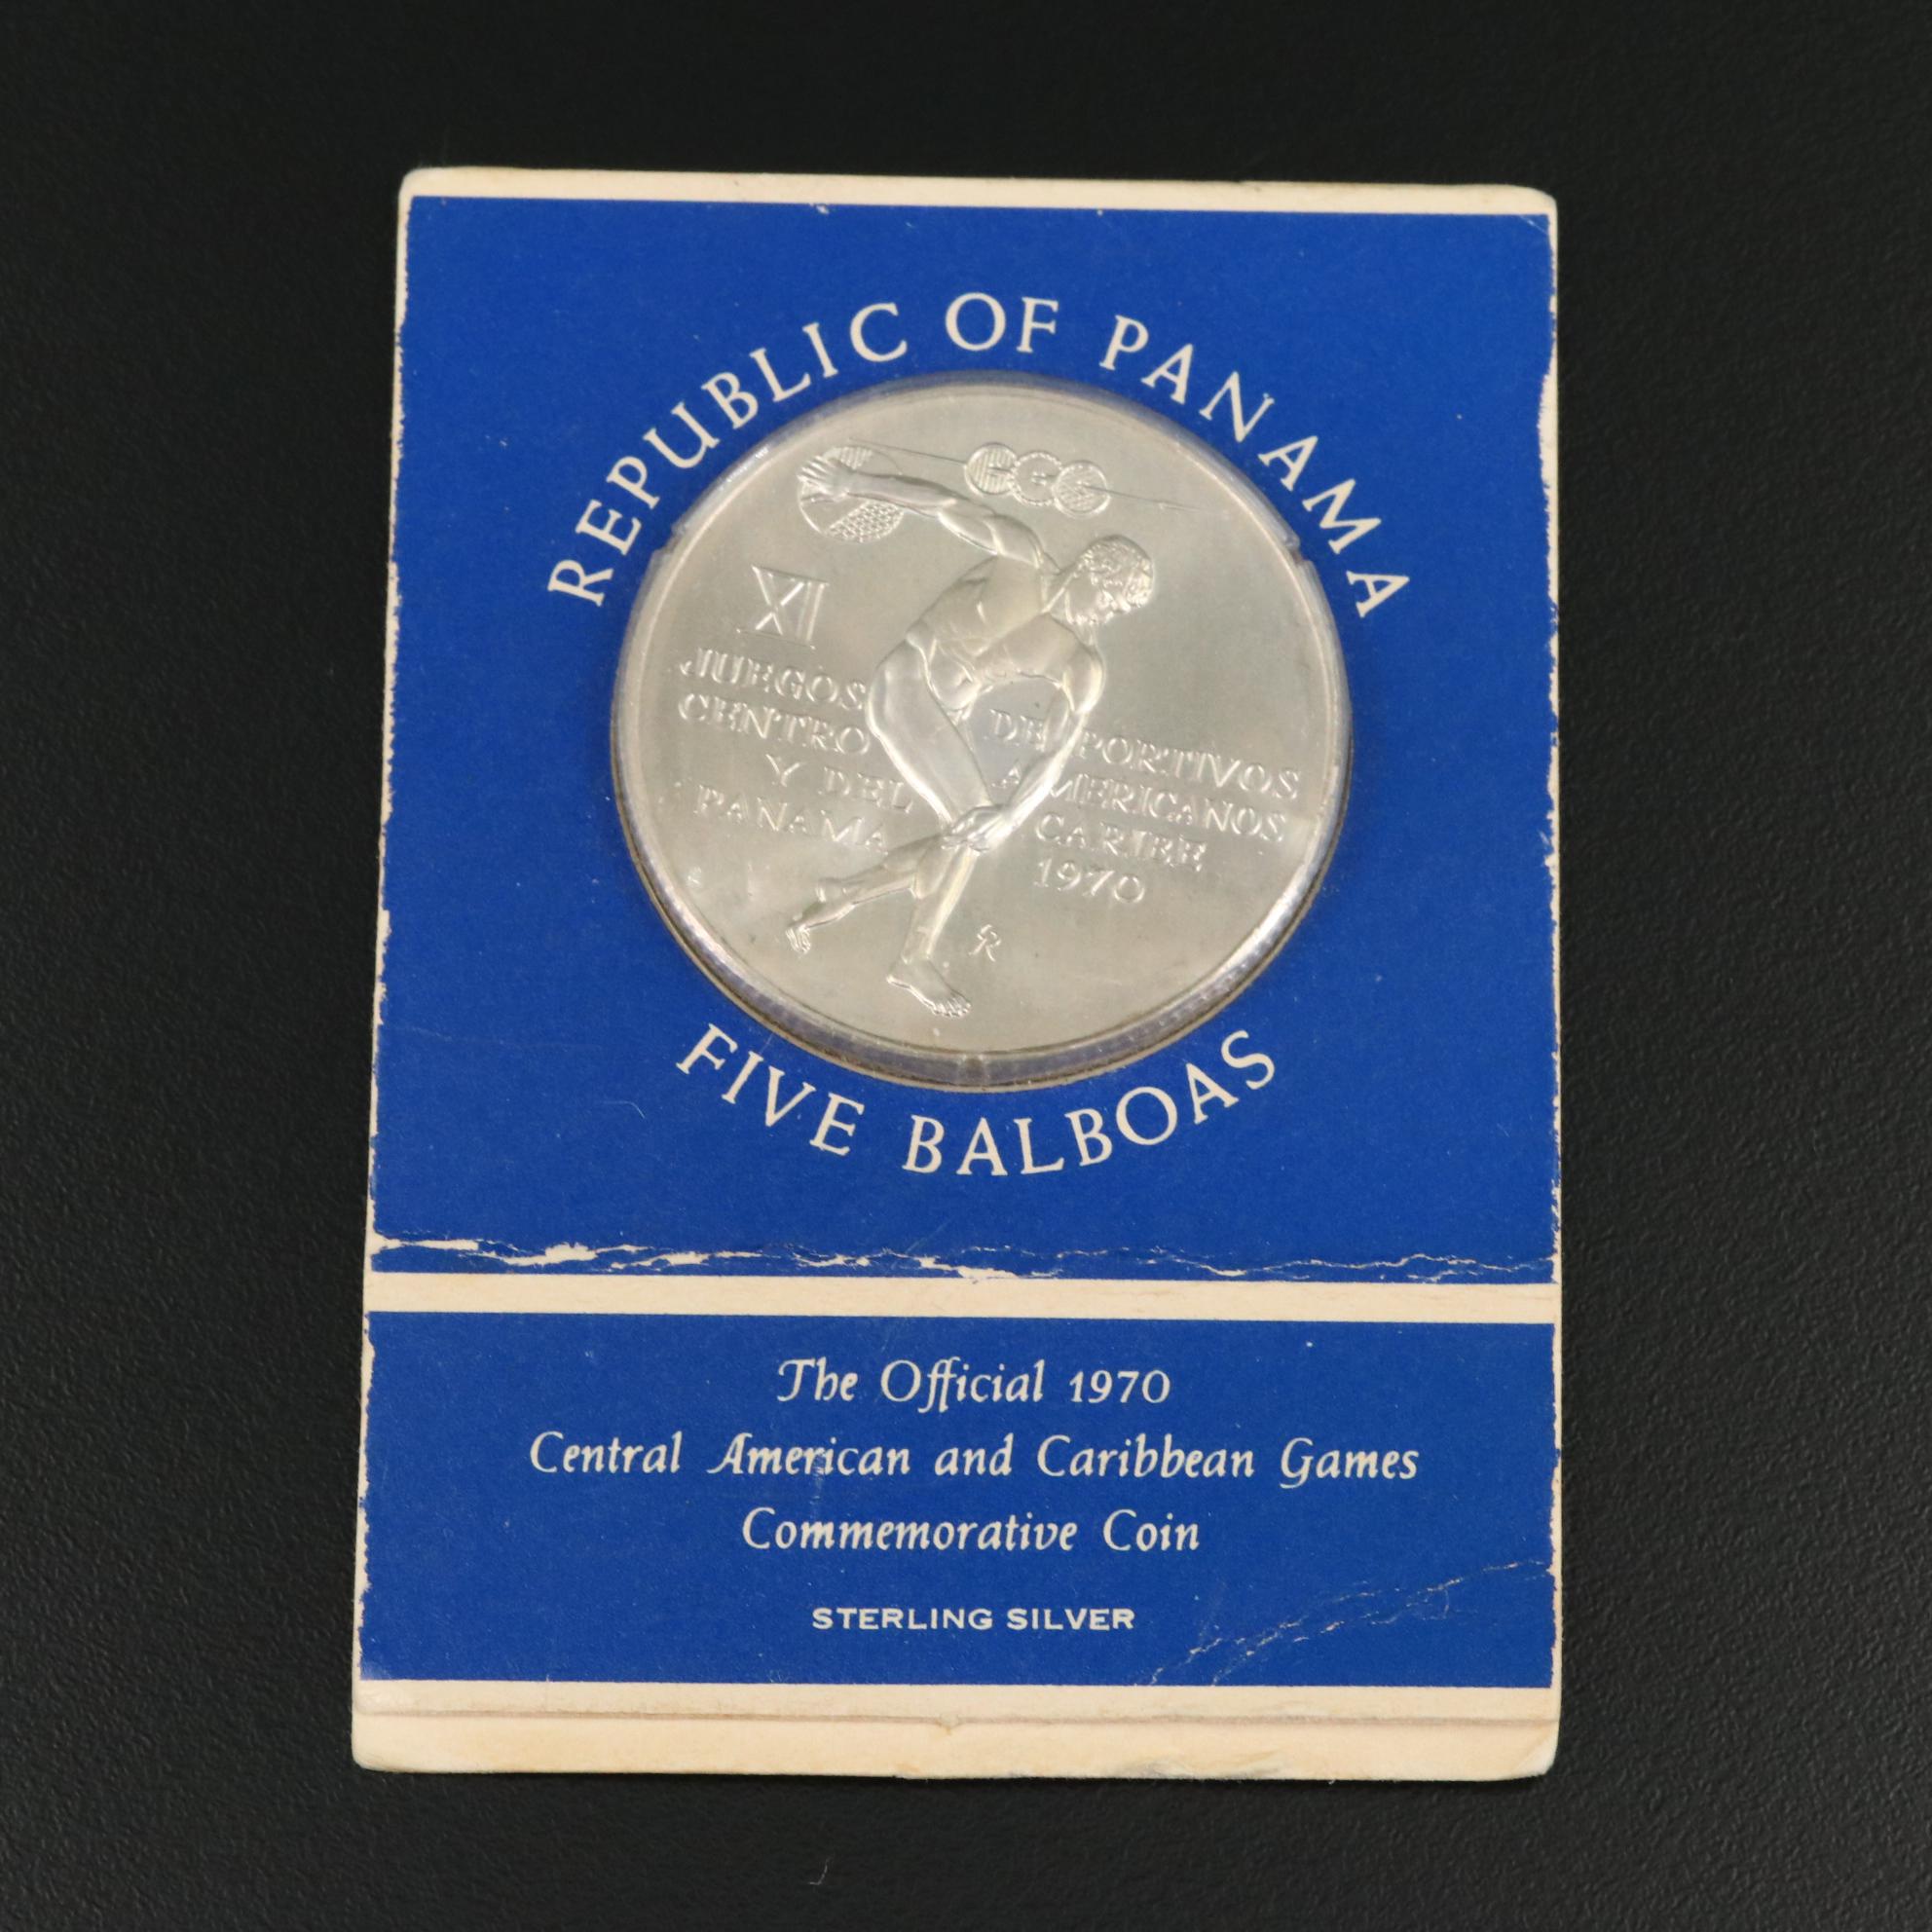 REPUBLIC OF PANAMA
XI
JUEGOS DEPORTIVOS
CENTRO AMERICANOS
Y DEL CARIBE
PANAMA 1970
FIVE BALBOAS
The Official 1970
Central American and Caribbean Games
Commemorative Coin
STERLING SILVER